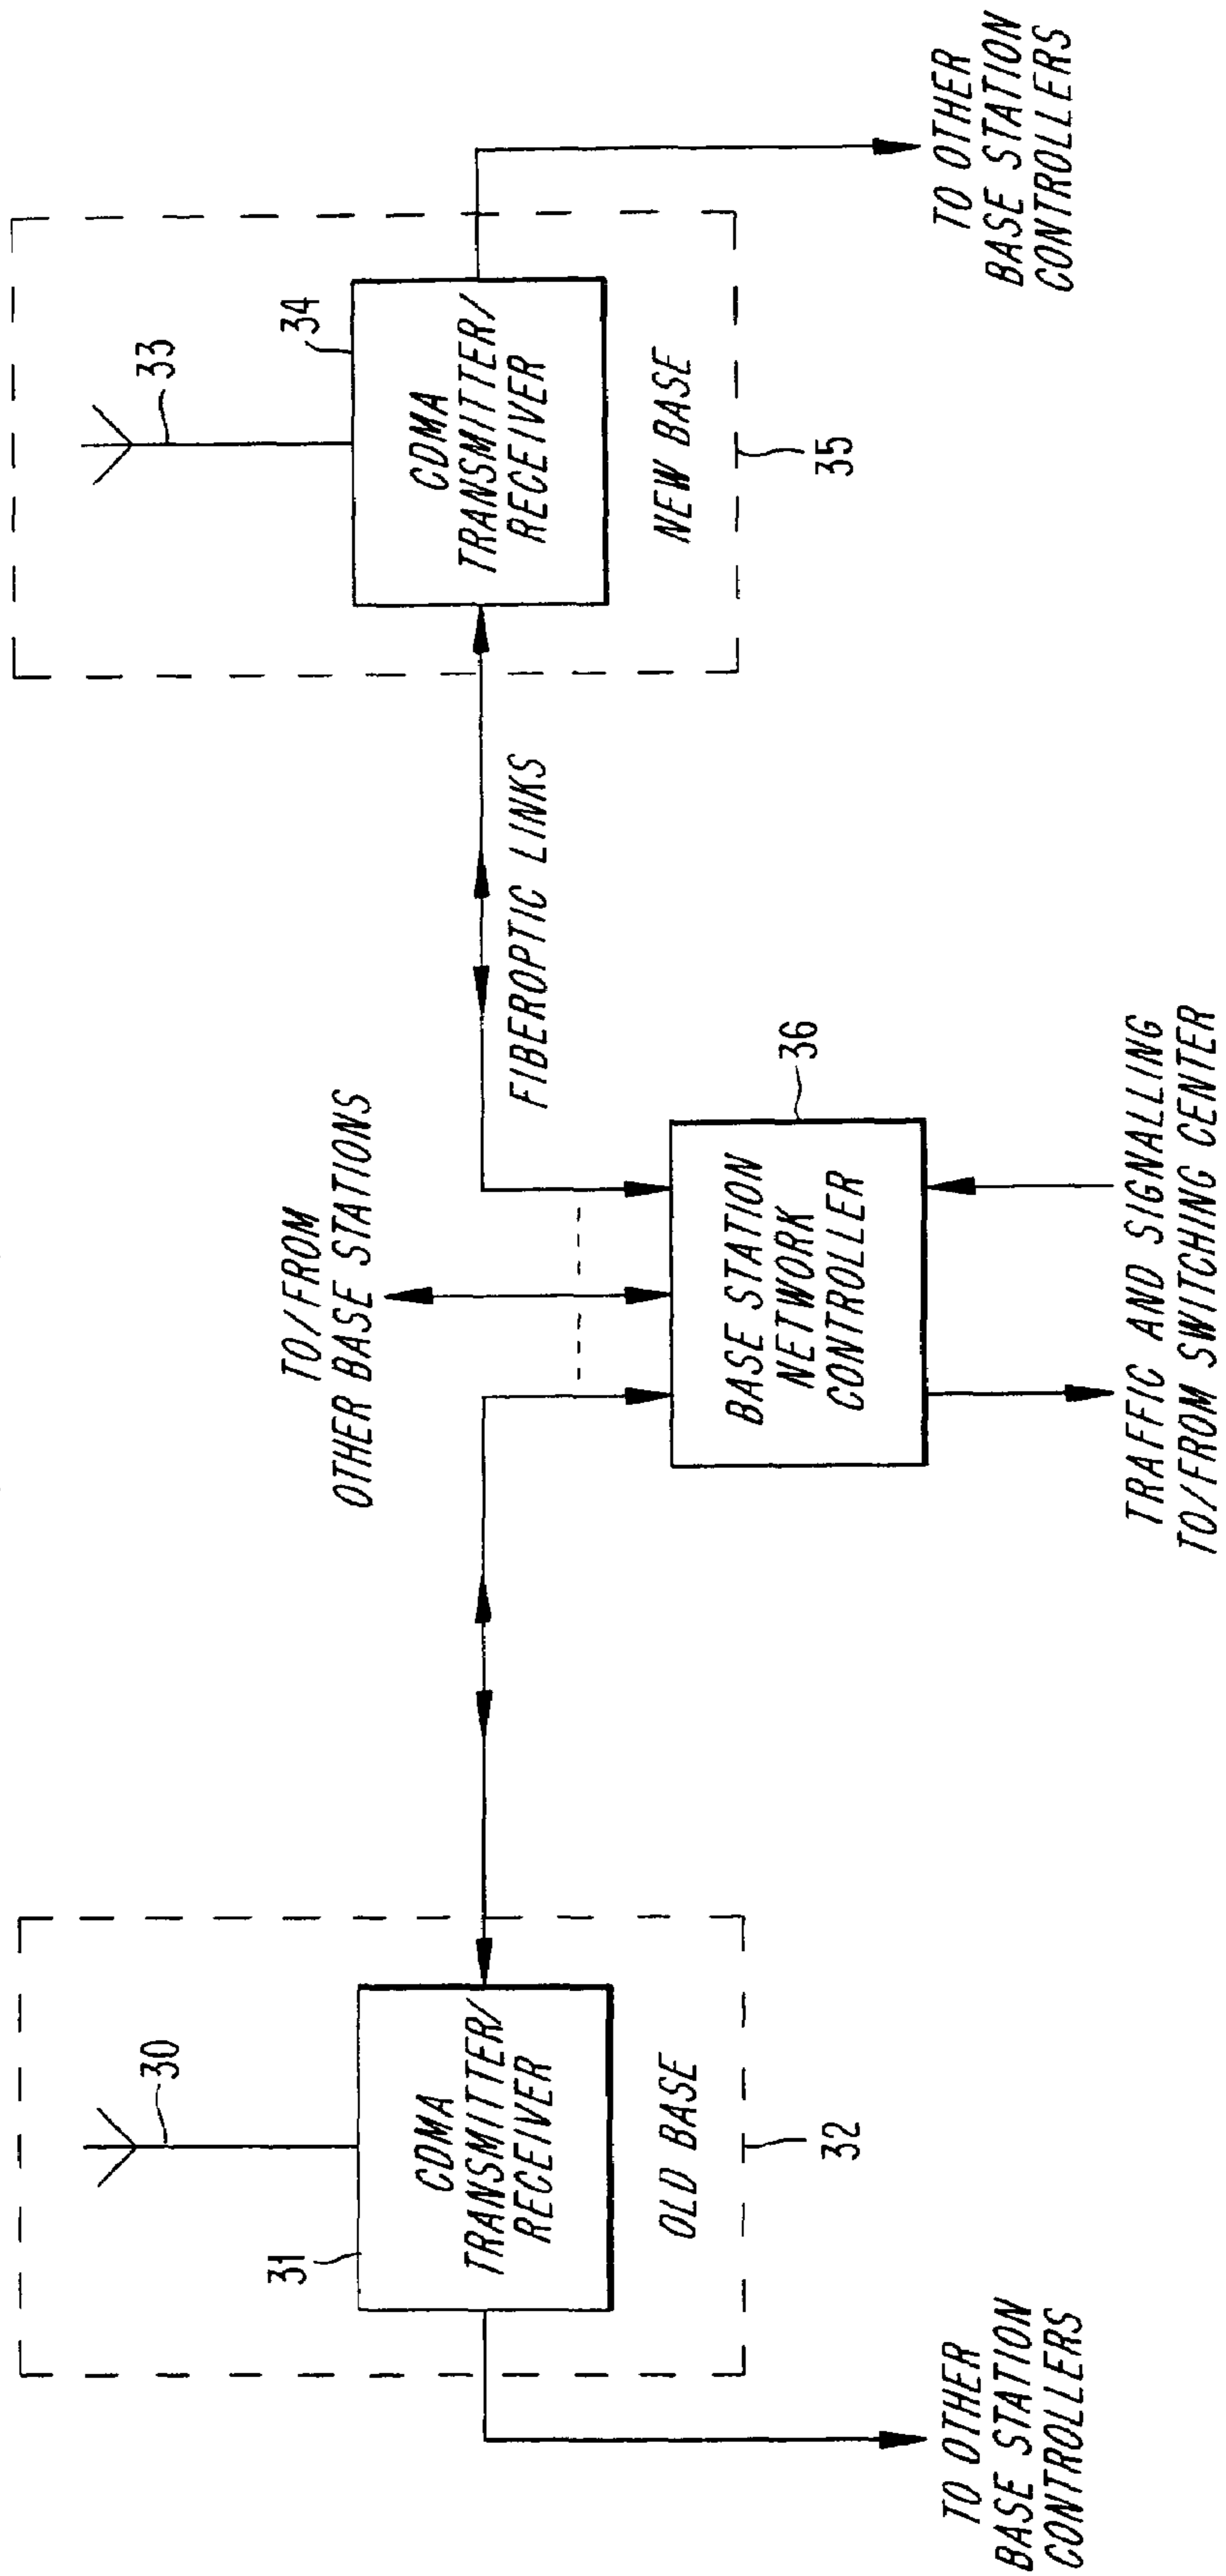 30
31
CDMA
TRANSMITTER/
RECEIVER
OLD BASE
32
TO OTHER
BASE STATION
CONTROLLERS
TO/FROM
OTHER BASE STATIONS
FIBEROPTIC LINKS
36
BASE STATION
NETWORK
CONTROLLER
TRAFFIC AND SIGNALLING
TO/FROM SWITCHING CENTER
33
34
CDMA
TRANSMITTER/
RECEIVER
NEW BASE
35
TO OTHER
BASE STATION
CONTROLLERS